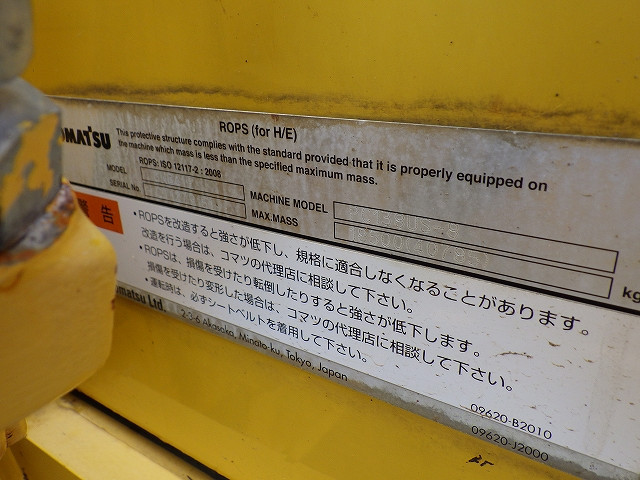 ROPS (for H/E)
OMATSU
This protective structure complies with the standard provided that it is properly equipped on
the machine which mass is less than the specified maximum mass.
ROPS: ISO 12117-2 : 2008
MODEL
SERIAL No.
MACHINE MODEL
MAX.MASS
kg
警告
・ROPSを改造すると強さが低下し、規格に適合しなくなることがあります。
改造を行う場合は、コマツの代理店に相談して下さい。
・ROPSは、損傷を受けたり転倒したりすると強さが低下します。
損傷を受けたり変形した場合は、コマツの代理店に相談して下さい。
・運転時は、必ずシートベルトを着用して下さい。
omatsu Ltd. 2-3-6 Akasaka, Minato-ku, Tokyo, Japan
09620-B2010
09620-J2000